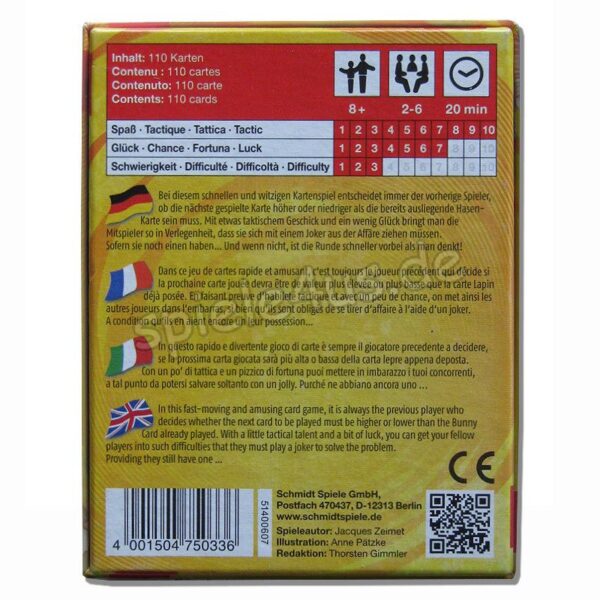 Inhalt: 110 Karten
Contenu : 110 cartes
Contenuto: 110 carte
Contents: 110 cards
8+ 2-6 20 min
Spaß · Tactique · Tattica · Tactic 1 2 3 4 5 6 7 8 9 10
Glück · Chance · Fortuna · Luck 1 2 3 4 5 6 7 8 9 10
Schwierigkeit · Difficulté · Difficoltà · Difficulty 1 2 3 4 5 6 7 8 9 10
Bei diesem schnellen und witzigen Kartenspiel entscheidet immer der vorherige Spieler,
ob die nächste gespielte Karte höher oder niedriger als die bereits ausliegende Hasen-
Karte sein muss. Mit etwas taktischem Geschick und ein wenig Glück bringt man die
Mitspieler so in Verlegenheit, dass sie sich mit einem Joker aus der Affäre ziehen müssen.
Sofern sie noch einen haben... Und wenn nicht, ist die Runde schneller vorbei als man denkt!
Dans ce jeu de cartes rapide et amusant c'est toujours le joueur précédent qui décide si
la prochaine carte jouée devra être de valeur plus élevée ou plus basse que la carte Lapin
déjà posée. En faisant preuve d'habileté tactique et avec un peu de chance, on met ainsi les
autres joueurs dans l'embarras et ils sont obligés de se tirer d'affaire à l'aide d'un joker.
A condition qu'ils en aient encore un en leur possession...
In questo rapido e divertente gioco di carte è sempre il giocatore precedente a decidere,
se la prossima carta giocata sarà più alta o bassa della carta lepre appena deposta.
Con un po' di tattica e un pizzico di fortuna puoi mettere in imbarazzo i tuoi concorrenti,
a tal punto da potersi salvare soltanto con un jolly. Purché ne abbiano ancora uno ...
In this fast-moving and amusing card game, it is always the previous player who
decides whether the next card to be played must be higher or lower than the Bunny
Card already played. With a little tactical talent and a bit of luck, you can get your fellow
players into such difficulties that they must play a joker to solve the problem.
Providing they still have one ...
spiele4us.de
CE
4 001504 750336
51400607
Schmidt Spiele GmbH,
Postfach 470437, D-12313 Berlin
www.schmidtspiele.de
Spieleautor: Jacques Zeimet
Illustration: Anne Pätzke
Redaktion: Thorsten Gimmler